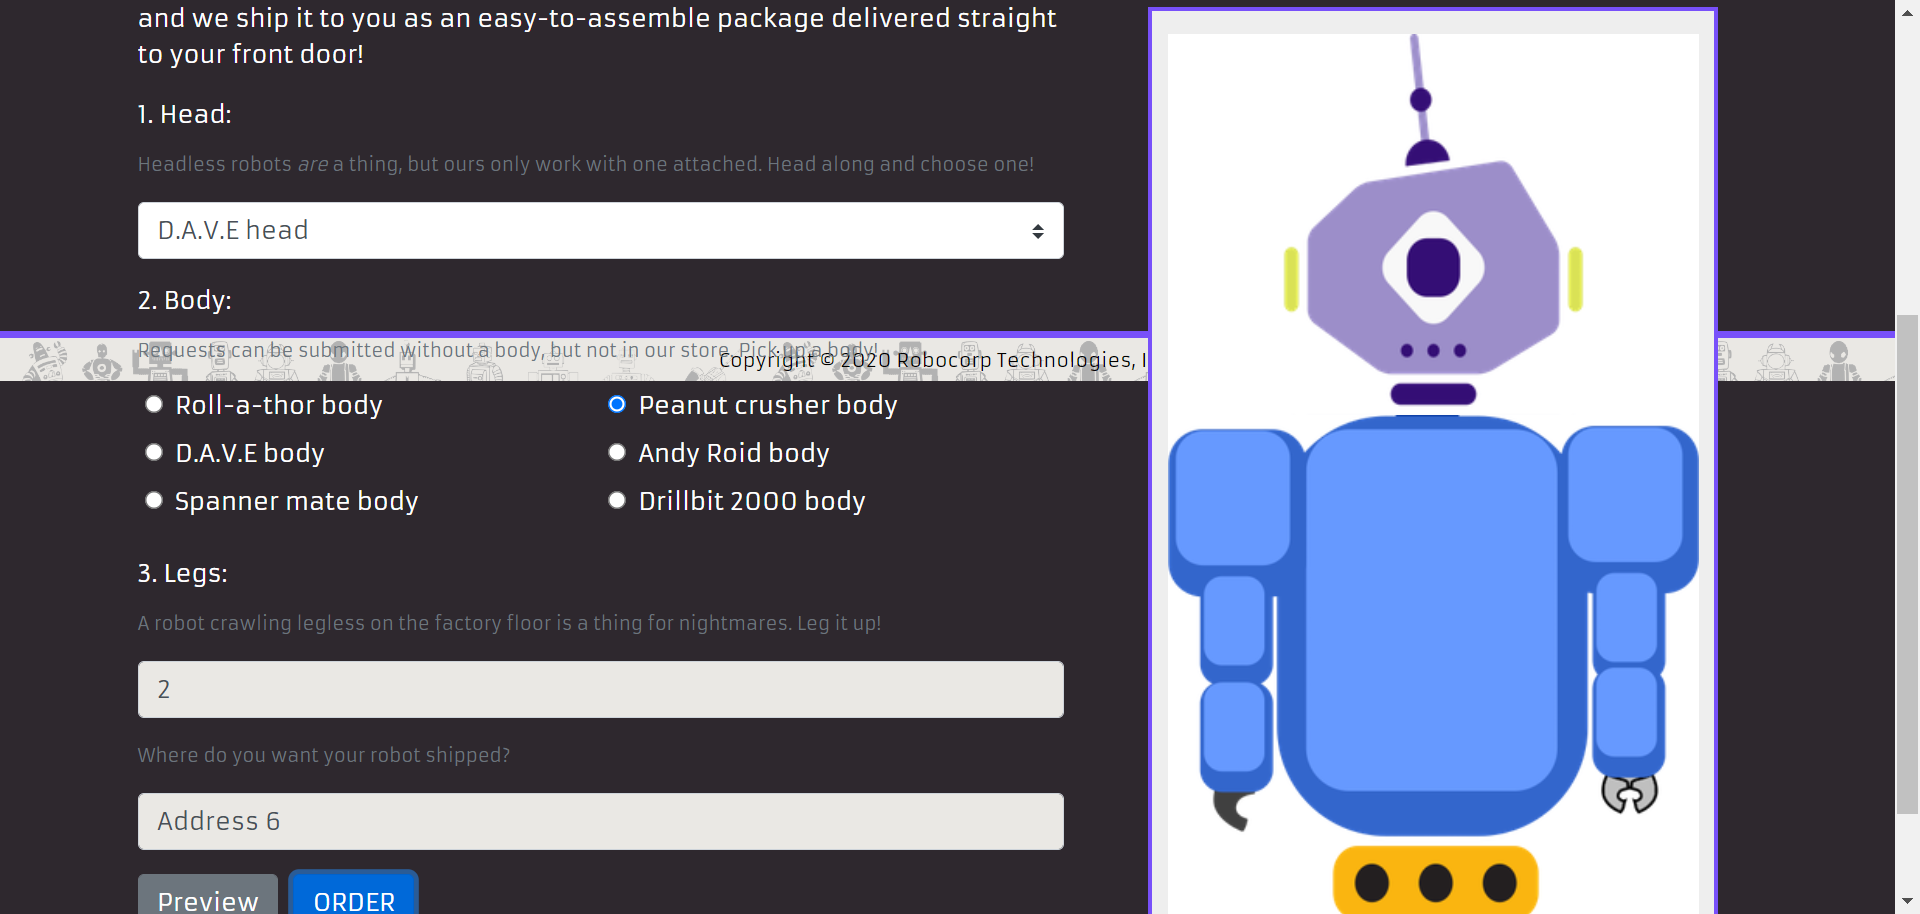 and we ship it to you as an easy-to-assemble package delivered straight
to your front door!
1. Head:
Headless robots are a thing, but ours only work with one attached. Head along and choose one!
D.A.V.E head
2. Body:
Requests can be submitted without a body, but not in our store. Pick up a body!
Copyright © 2020 Robocorp Technologies, I
Roll-a-thor body
Peanut crusher body
D.A.V.E body
Andy Roid body
Spanner mate body
Drillbit 2000 body
3. Legs:
A robot crawling legless on the factory floor is a thing for nightmares. Leg it up!
2
Where do you want your robot shipped?
Address 6
Preview
ORDER